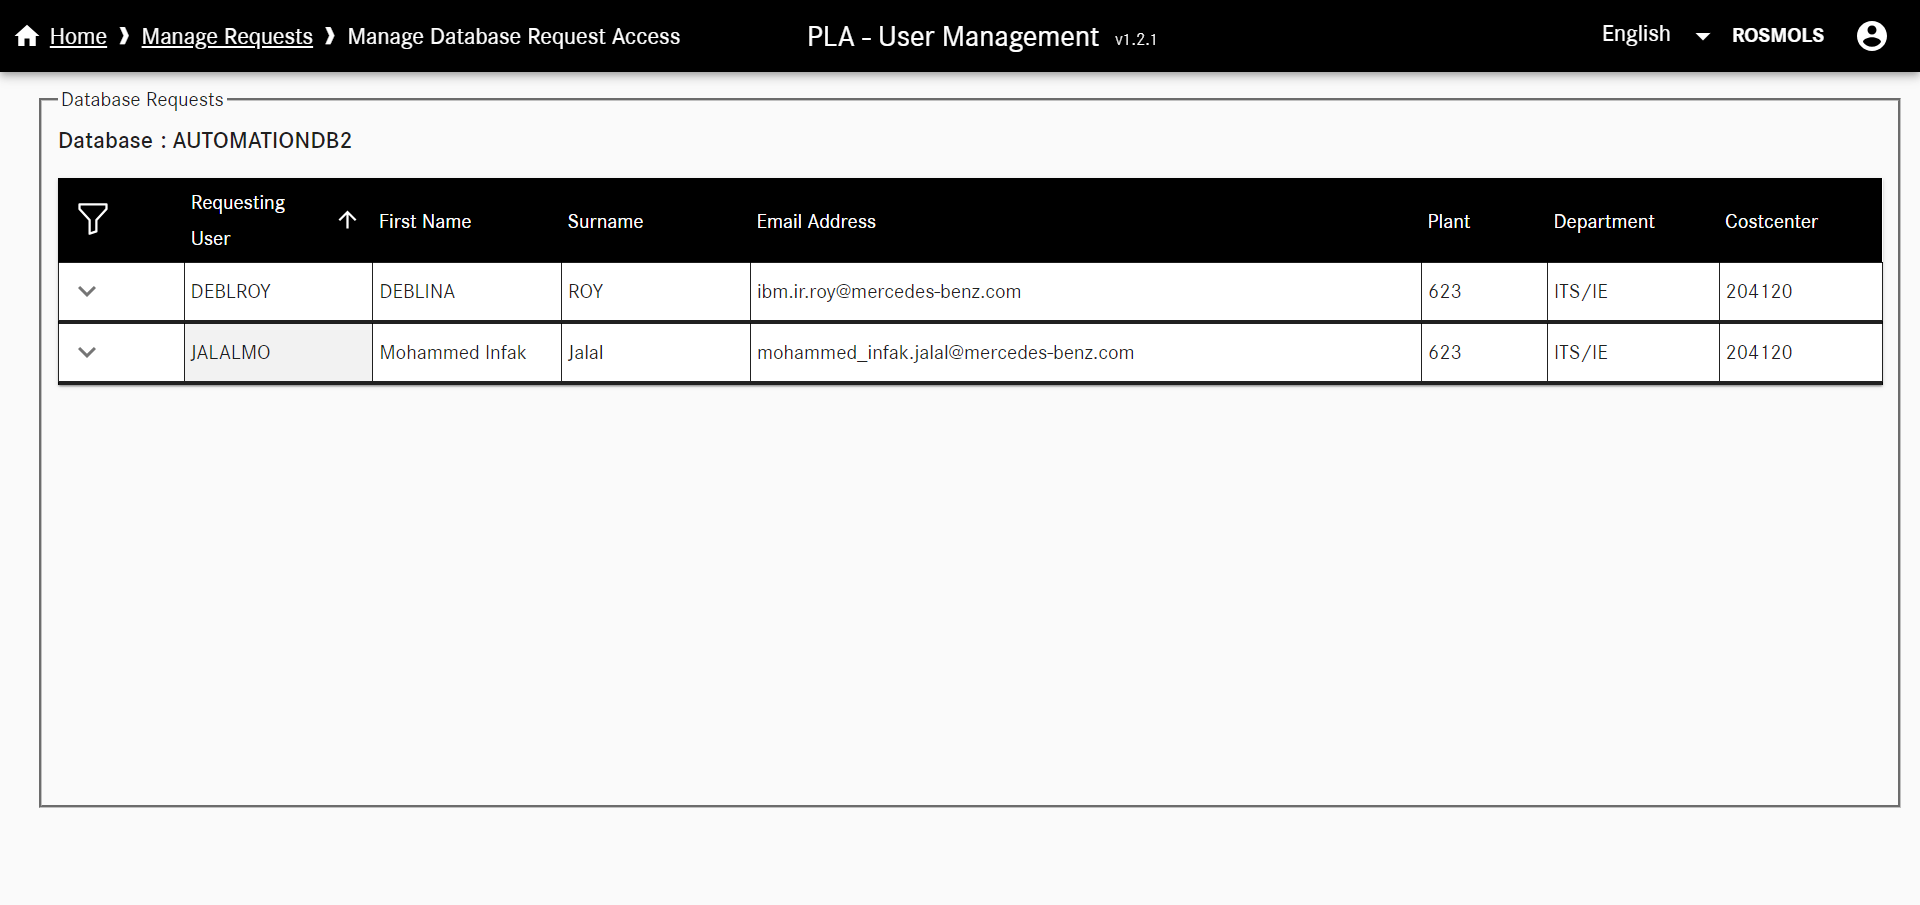 Home ❱ Manage Requests ❱ Manage Database Request Access PLA - User Management v1.2.1 English ROSMOLS
Database Requests
Database : AUTOMATIONDB2
Requesting User First Name Surname Email Address Plant Department Costcenter
DEBLROY DEBLINA ROY ibm.ir.roy@mercedes-benz.com 623 ITS/IE 204120
JALALMO Mohammed Infak Jalal mohammed_infak.jalal@mercedes-benz.com 623 ITS/IE 204120